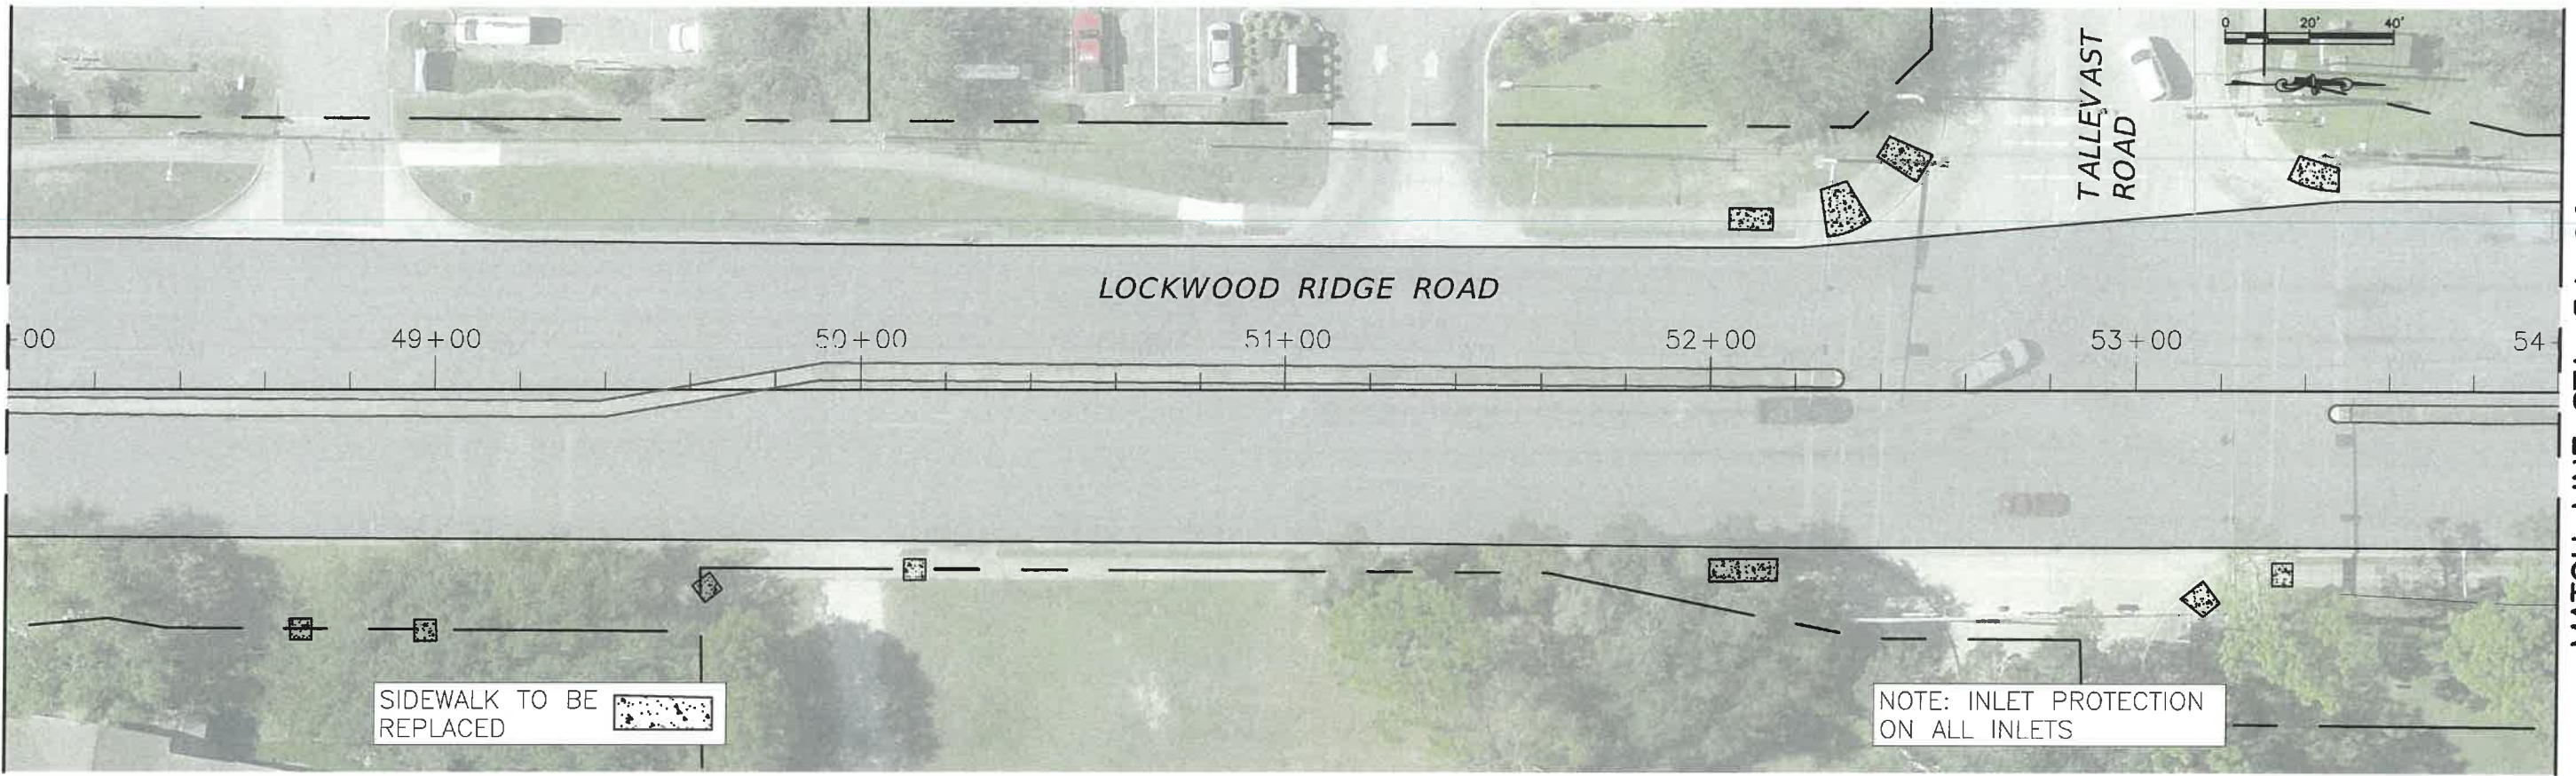 0 20' 40'
TALLEVAST
ROAD
LOCKWOOD RIDGE ROAD
+00 49+00 50+00 51+00 52+00 53+00 54
SIDEWALK TO BE
REPLACED
NOTE: INLET PROTECTION
ON ALL INLETS